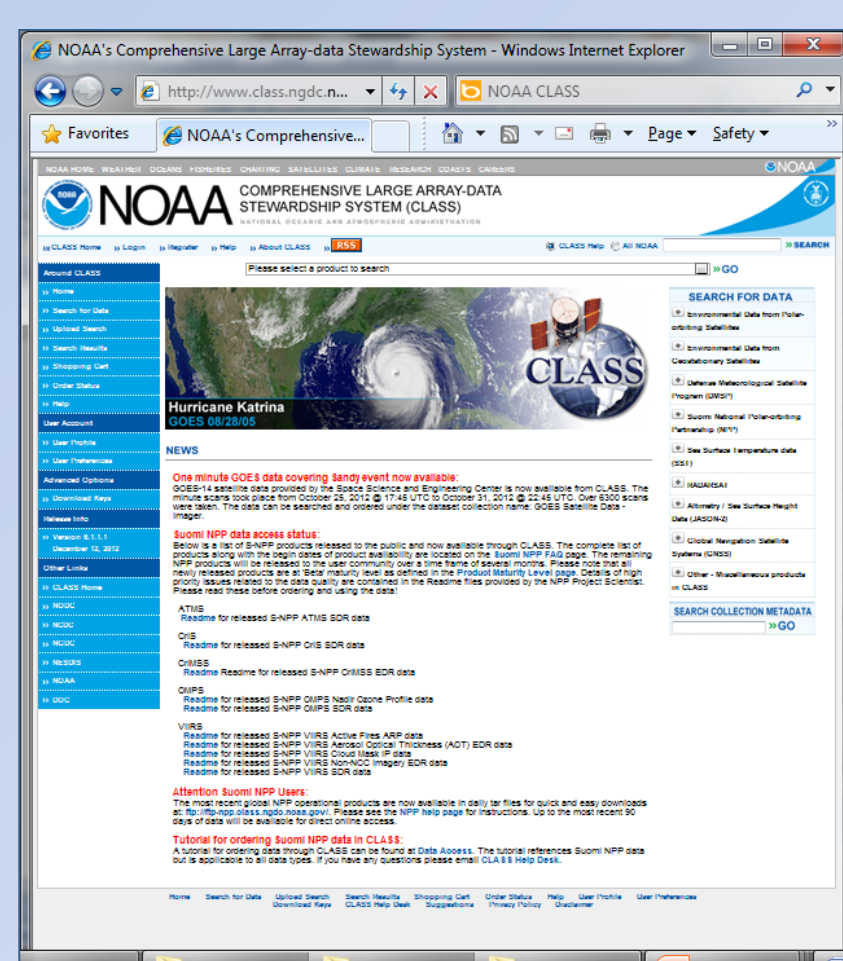 NOAA's Comprehensive Large Array-data Stewardship System - Windows Internet Explorer
http://www.class.ngdc.n...
NOAA CLASS
Favorites
NOAA's Comprehensive...
Page
Safety
NOAA HOME WEATHER OCEANS FISHERIES CHARTING SATELLITES CLIMATE RESEARCH COASTS CAREERS
NOAA
NOAA
COMPREHENSIVE LARGE ARRAY-DATA
STEWARDSHIP SYSTEM (CLASS)
NATIONAL OCEANIC AND ATMOSPHERIC ADMINISTRATION
»CLASS Home » Login » Register » Help » About CLASS » RSS
CLASS Help All NOAA » SEARCH
Please select a product to search
» GO
Around CLASS
» Home
» Search for Data
» Upload Search
» Search Results
» Shopping Cart
» Order Status
» Help
User Account
» User Profile
» User Preferences
Advanced Options
» Download Keys
Release Info
» Version 6.1.1.1
December 12, 2012
Other Links
» CLASS Home
» NODC
» NCDC
» NGDC
» NESDIS
» NOAA
» DOC
CLASS
Hurricane Katrina
GOES 08/28/05
NEWS
One minute GOES data covering Sandy event now available:
GOES-14 satellite data provided by the Space Science and Engineering Center is now available from CLASS. The
minute scans took place from October 25, 2012 @ 17:45 UTC to October 31, 2012 @ 22:45 UTC. Over 6300 scans
were taken. The data can be searched and ordered under the dataset collection name: GOES Satellite Data -
Imager.
Suomi NPP data access status:
Below is a list of S-NPP products released to the public and now available through CLASS. The complete list of
products along with the begin dates of product availability are located on the Suomi NPP FAQ page. The remaining
NPP products will be released to the user community over a time frame of several months. Please note that all
newly released products are at 'Beta' maturity level as defined in the Product Maturity Level page. Details of high
priority issues related to the data quality are contained in the Readme files provided by the NPP Project Scientist.
Please read these before ordering and using the data!
ATMS
Readme for released S-NPP ATMS SDR data
CrIS
Readme for released S-NPP CrIS SDR data
CrIMSS
Readme Readme for released S-NPP CrIMSS EDR data
OMPS
Readme for released S-NPP OMPS Nadir Ozone Profile data
Readme for released S-NPP OMPS SDR data
VIIRS
Readme for released S-NPP VIIRS Active Fires ARP data
Readme for released S-NPP VIIRS Aerosol Optical Thickness (AOT) EDR data
Readme for released S-NPP VIIRS Cloud Mask IP data
Readme for released S-NPP VIIRS Non-NCC Imagery EDR data
Readme for released S-NPP VIIRS SDR data
Attention Suomi NPP Users:
The most recent global NPP operational products are now available in daily tar files for quick and easy downloads
at: ftp://ftp-npp.class.ngdc.noaa.gov/. Please see the NPP help page for instructions. Up to the most recent 90
days of data will be available for direct online access.
Tutorial for ordering Suomi NPP data in CLASS:
A tutorial for ordering data through CLASS can be found at Data Access. The tutorial references Suomi NPP data
but is applicable to all data types. If you have any questions please email CLASS Help Desk.
SEARCH FOR DATA
Environmental Data from Polar-
orbiting Satellites
Environmental Data from
Geostationary Satellites
Defense Meteorological Satellite
Program (DMSP)
Suomi National Polar-orbiting
Partnership (NPP)
Sea Surface Temperature data
(SST)
RADARSAT
Altimetry / Sea Surface Height
Data (JASON-2)
Global Navigation Satellite
Systems (GNSS)
Other - Miscellaneous products
in CLASS
SEARCH COLLECTION METADATA
» GO
Home Search for Data Upload Search Search Results Shopping Cart Order Status Help User Profile User Preferences
Download Keys CLASS Help Desk Suggestions Privacy Policy Disclaimer